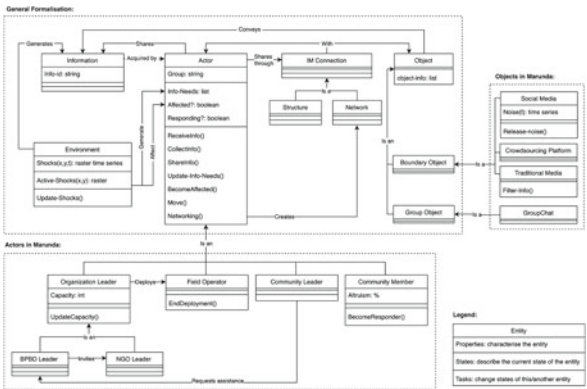 General Formalisation:
Conveys
Generates
Shares
With
Information
Info-id: string
Acquired by
Actor
Group: string
Info-Needs: list
Affected?: boolean
Responding?: boolean
ReceiveInfo()
CollectInfo()
ShareInfo()
Update-Info-Needs()
BecomeAffected()
Move()
Networking()
Shares
through
IM Connection
Object
object-info: list
Is a
Structure
Network
Generate
Affect
Environment
Shocks(x,y,t): raster time series
Active-Shocks(x,y): raster
Update-Shocks()
Creates
Is an
Boundary Object
Group Object
Is a
Is a
Objects in Marunda:
Social Media
Noise(t): time series
Release-noise()
Crowdsourcing Platform
Traditional Media
Filter-Info()
GroupChat
Is an
Actors in Marunda:
Organization Leader
Capacity: int
UpdateCapacity()
Deploys
Field Operator
EndDeployment()
Community Leader
Community Member
Altruism: %
BecomeResponder()
Is an
BPBD Leader
Invites
NGO Leader
Requests assistance
Legend:
Entity
Properties: characterise the entity
States: describe the current state of the entity
Tasks: change states of this/another entity